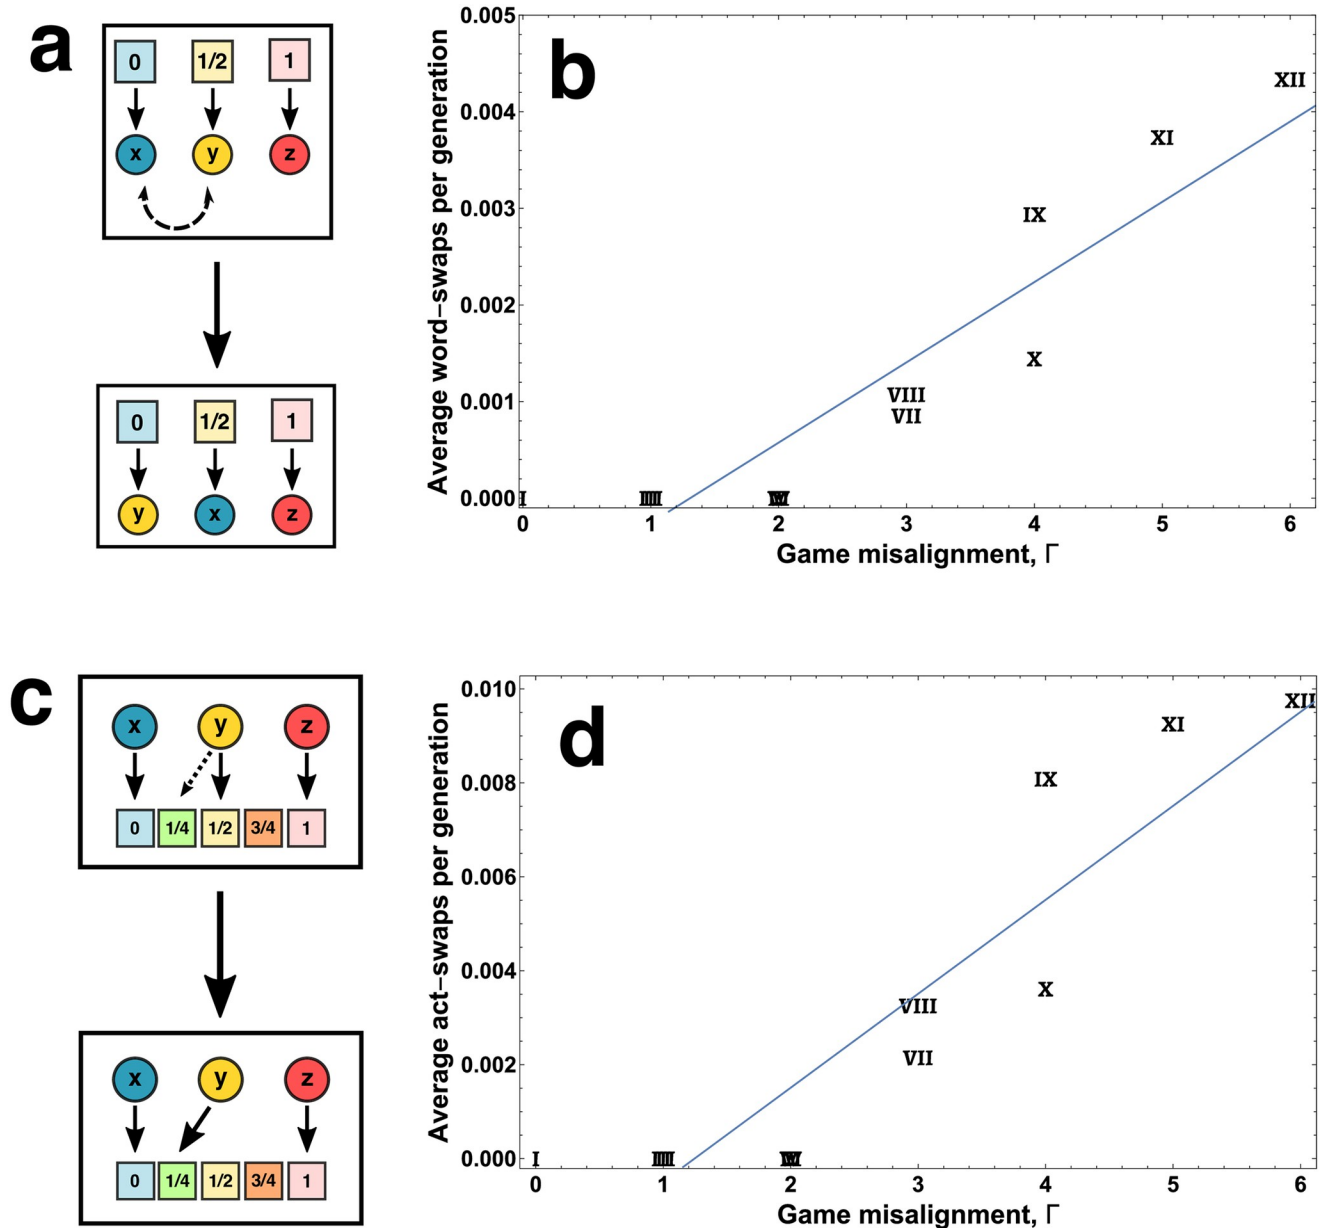 a
0 1/2 1
x y z
0 1/2 1
y x z
b
Average word-swaps per generation
0.005
0.004
0.003
0.002
0.001
0.000
XII
XI
IX
X
VIII
VII
I
0 1 2 3 4 5 6
Game misalignment, Γ
c
x y z
0 1/4 1/2 3/4 1
x y z
0 1/4 1/2 3/4 1
d
Average act-swaps per generation
0.010
0.008
0.006
0.004
0.002
0.000
XII
XI
IX
X
VIII
VII
I
0 1 2 3 4 5 6
Game misalignment, Γ